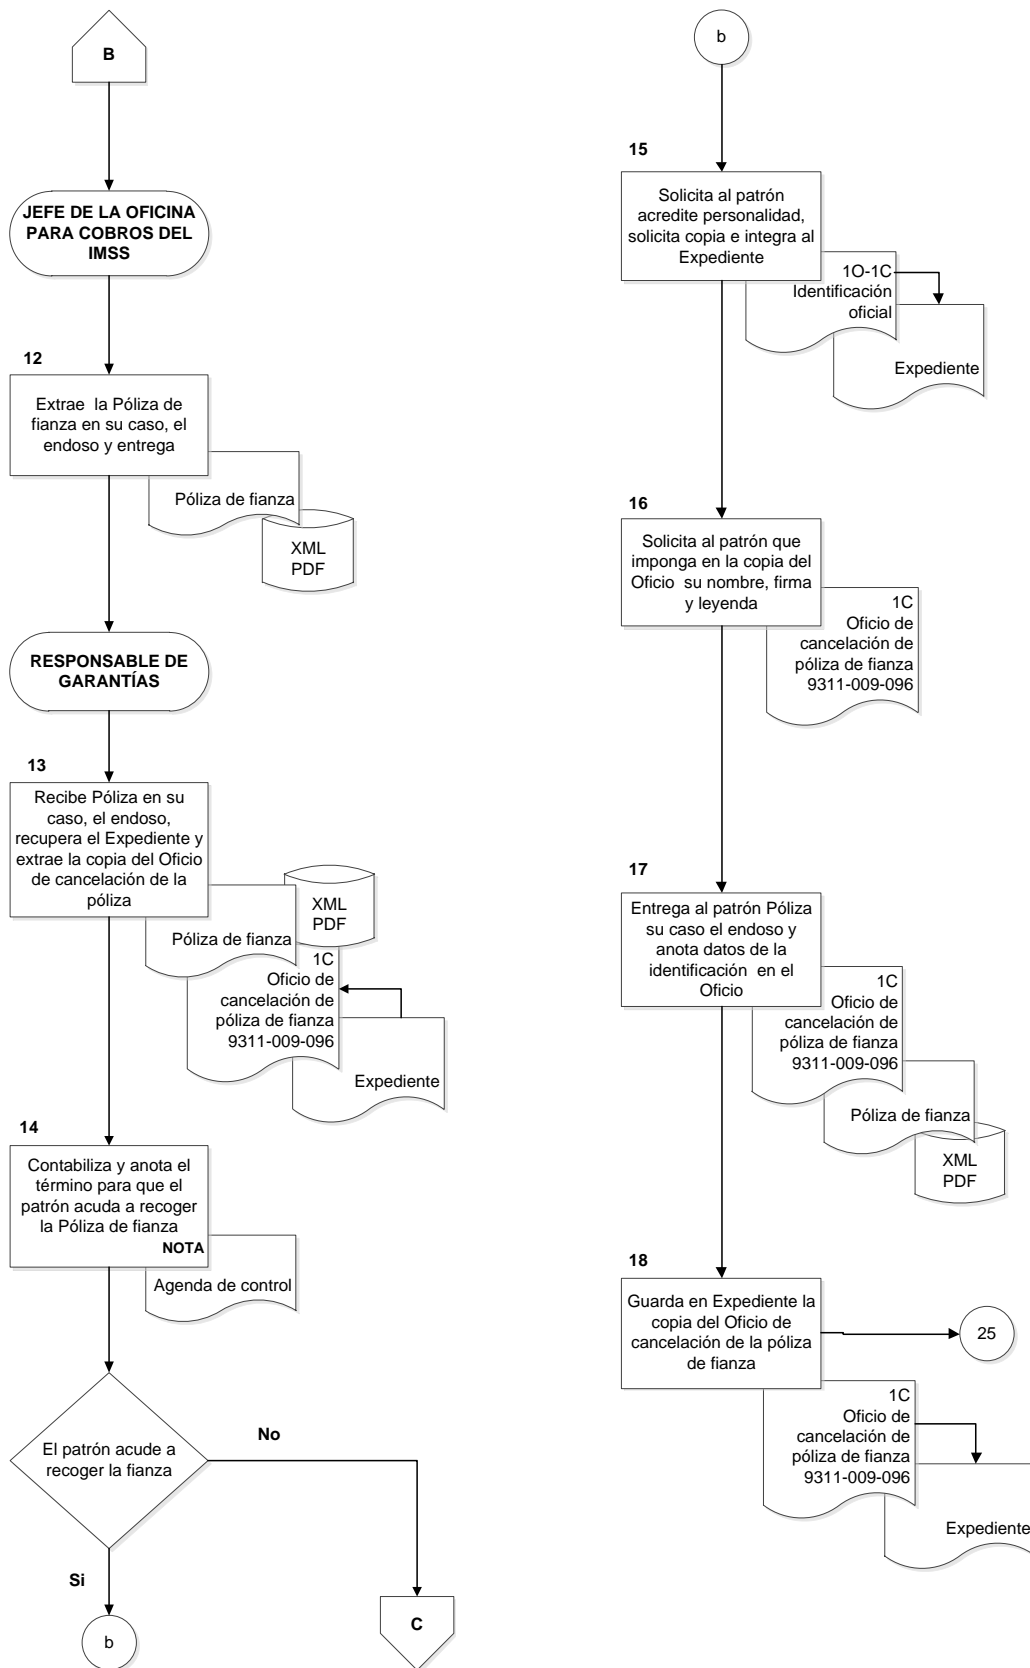 B
JEFE DE LA OFICINA
PARA COBROS DEL
IMSS
12
Extrae la Póliza de
fianza en su caso, el
endoso y entrega
Póliza de fianza
XML
PDF
RESPONSABLE DE
GARANTÍAS
13
Recibe Póliza en su
caso, el endoso,
recupera el Expediente y
extrae la copia del Oficio
de cancelación de la
póliza
Póliza de fianza
XML
PDF
1C
Oficio de
cancelación de
póliza de fianza
9311-009-096
Expediente
14
Contabiliza y anota el
término para que el
patrón acuda a recoger
la Póliza de fianza
NOTA
Agenda de control
El patrón acude a
recoger la fianza
No
Si
b
C
b
15
Solicita al patrón
acredite personalidad,
solicita copia e integra al
Expediente
1O-1C
Identificación
oficial
Expediente
16
Solicita al patrón que
imponga en la copia del
Oficio su nombre, firma
y leyenda
1C
Oficio de
cancelación de
póliza de fianza
9311-009-096
17
Entrega al patrón Póliza
su caso el endoso y
anota datos de la
identificación en el
Oficio
1C
Oficio de
cancelación de
póliza de fianza
9311-009-096
Póliza de fianza
XML
PDF
18
Guarda en Expediente la
copia del Oficio de
cancelación de la póliza
de fianza
25
1C
Oficio de
cancelación de
póliza de fianza
9311-009-096
Expediente